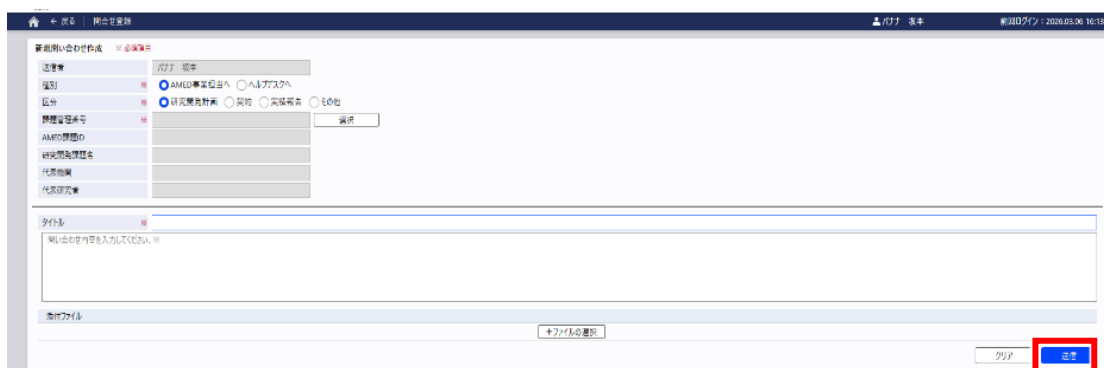 ← 戻る | 問合せ登録 バナナ 坂本 前回ログイン：2026.03.06 16:13
新規問い合わせ作成 ※ 必須項目
送信者 バナナ 坂本
種別 ※ AMED事業担当へ ヘルプデスクへ
区分 ※ 研究開発計画 契約 実績報告 その他
課題管理番号 ※ 選択
AMED課題ID
研究開発課題名
代表機関
代表研究者
タイトル ※
問い合わせ内容を入力してください。※
添付ファイル
+ファイルの選択
クリア 送信